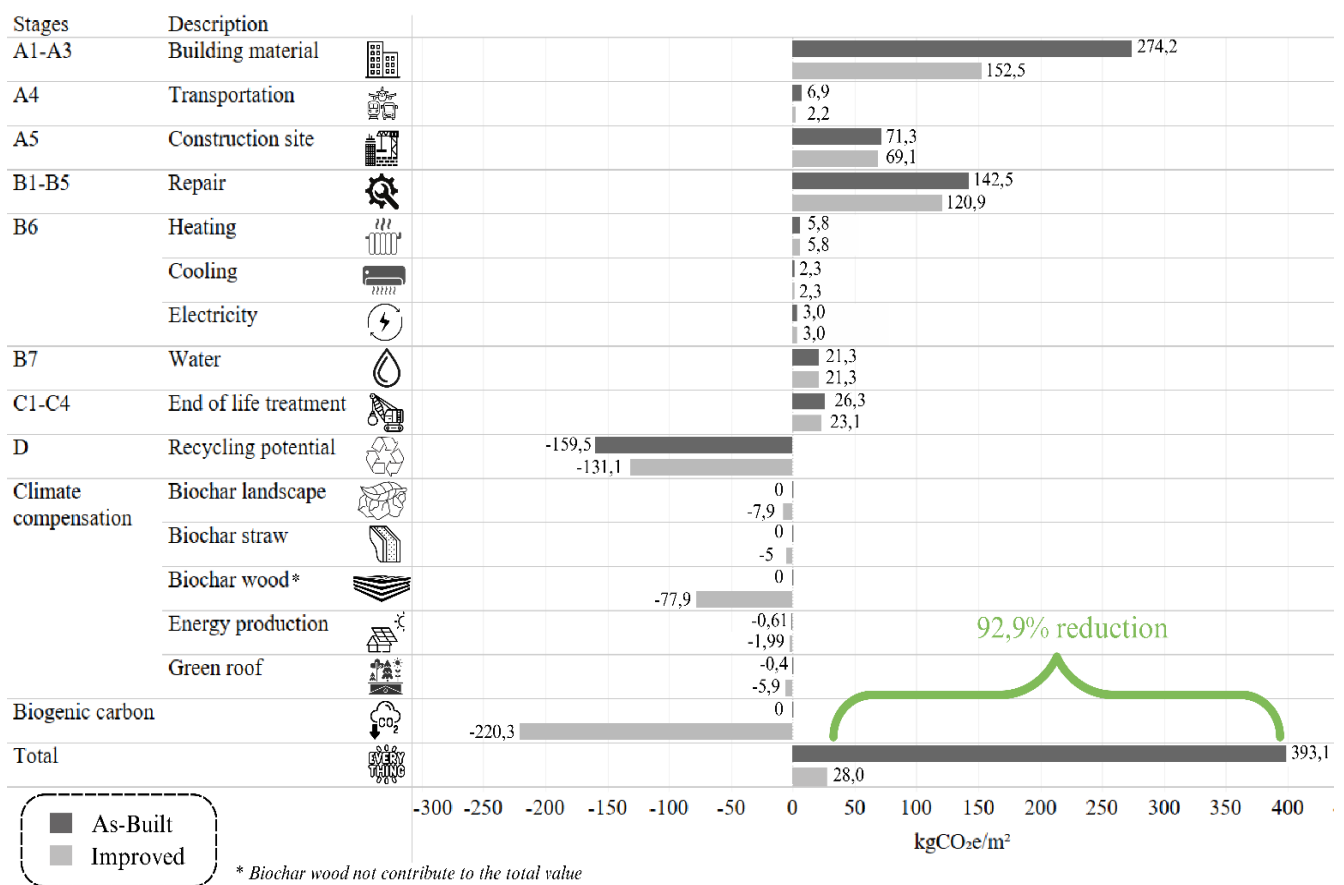 Stages Description
A1-A3 Building material 274,2
152,5
A4 Transportation 6,9
2,2
A5 Construction site 71,3
69,1
B1-B5 Repair 142,5
120,9
B6 Heating 5,8
5,8
Cooling 2,3
2,3
Electricity 3,0
3,0
B7 Water 21,3
21,3
C1-C4 End of life treatment 26,3
23,1
D Recycling potential -159,5
-131,1
Climate compensation Biochar landscape 0
-7,9
Biochar straw 0
-5
Biochar wood* 0
-77,9
Energy production -0,61
-1,99
92,9% reduction
Green roof -0,4
-5,9
Biogenic carbon 0
CO₂
-220,3
Total EVERY THING 393,1
28,0
-300 -250 -200 -150 -100 -50 0 50 100 150 200 250 300 350 400
kgCO₂e/m²
As-Built
Improved
* Biochar wood not contribute to the total value